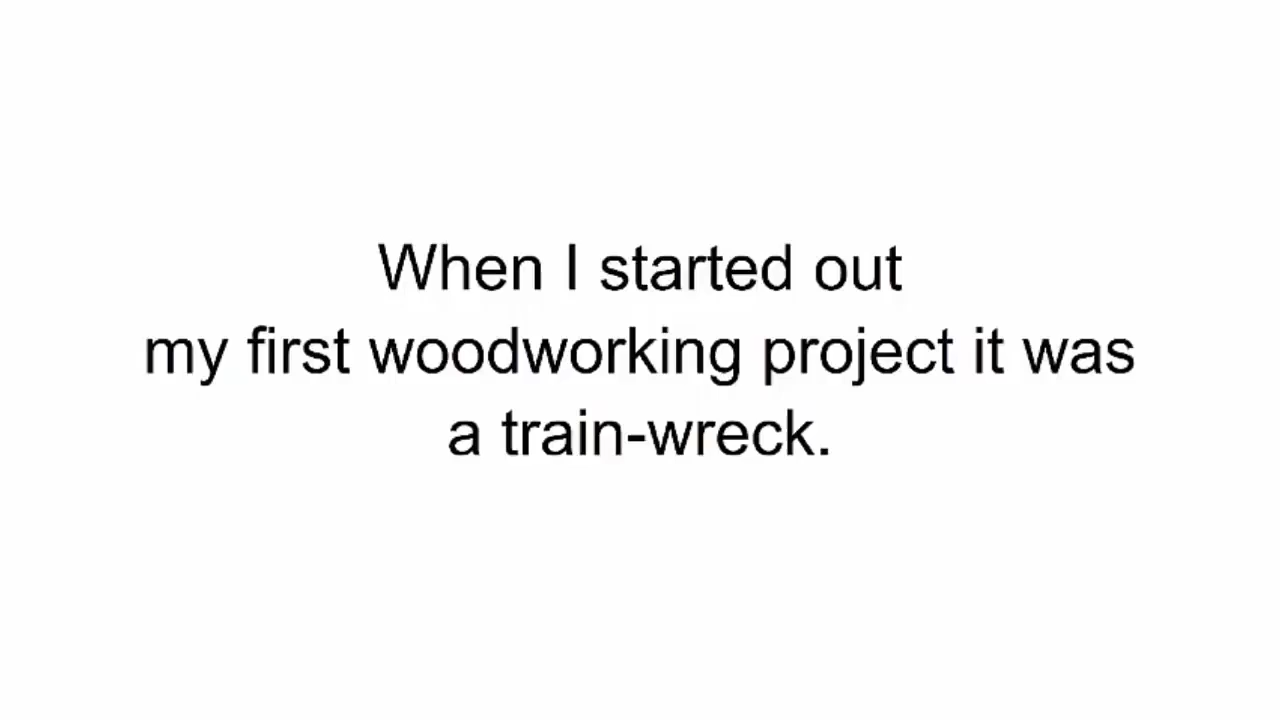 When I started out
my first woodworking project it was
a train-wreck.